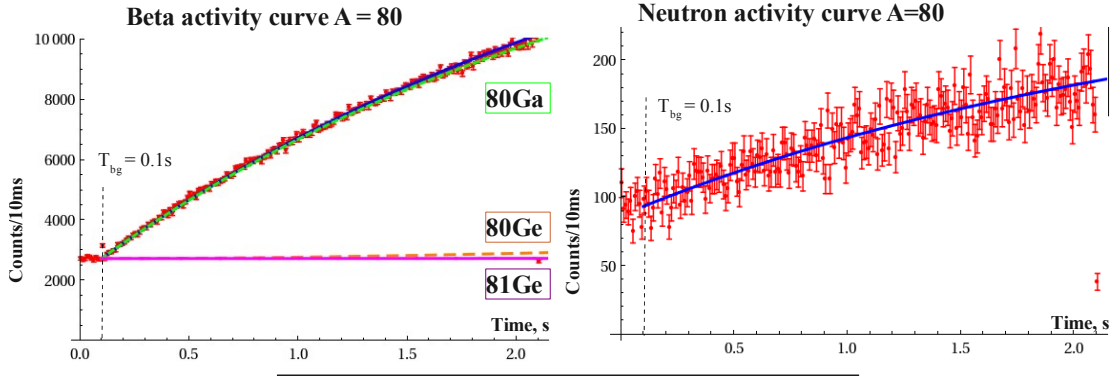 Beta activity curve A = 80
Counts/10ms
10 000
8000
6000
4000
2000
T_bg = 0.1s
80Ga
80Ge
81Ge
Time, s
0.0 0.5 1.0 1.5 2.0
Neutron activity curve A=80
Counts/10ms
200
150
100
50
T_bg = 0.1s
Time, s
0.5 1.0 1.5 2.0